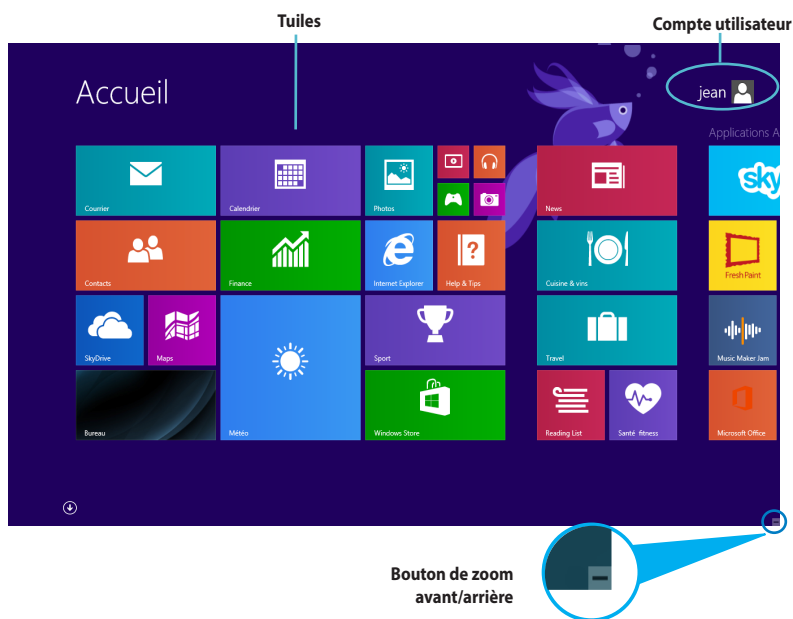 Tuiles
Compte utilisateur
Accueil
jean
Applications A
Courrier
Calendrier
Photos
News
sky
Contacts
Finance
Internet Explorer
Help & Tips
Cuisine & vins
Fresh Paint
SkyDrive
Maps
Météo
Sport
Travel
Music Maker Jam
Bureau
Windows Store
Reading List
Santé fitness
Microsoft Office
Bouton de zoom
avant/arrière